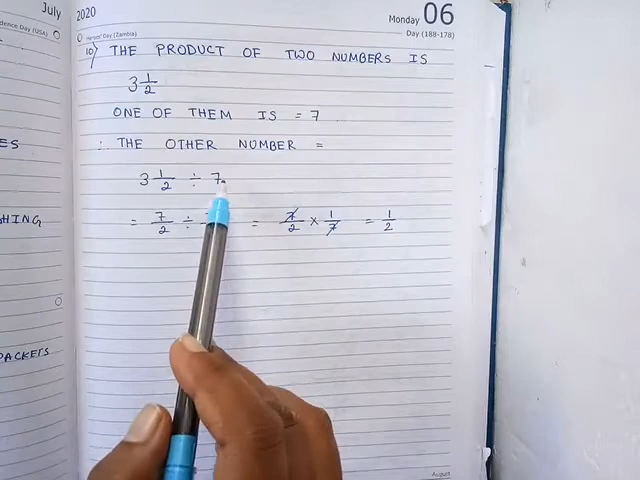 July
dence Day (USA)
ES
SHING
PACKETS
2020
Heroes' Day (Zambia)
Monday 06
Day (188-178)
10) THE PRODUCT OF TWO NUMBERS IS
3 1/2
ONE OF THEM IS = 7
∴ THE OTHER NUMBER =
3 1/2 ÷ 7
= 7/2 ÷ = 7/2 × 1/7 = 1/2
August